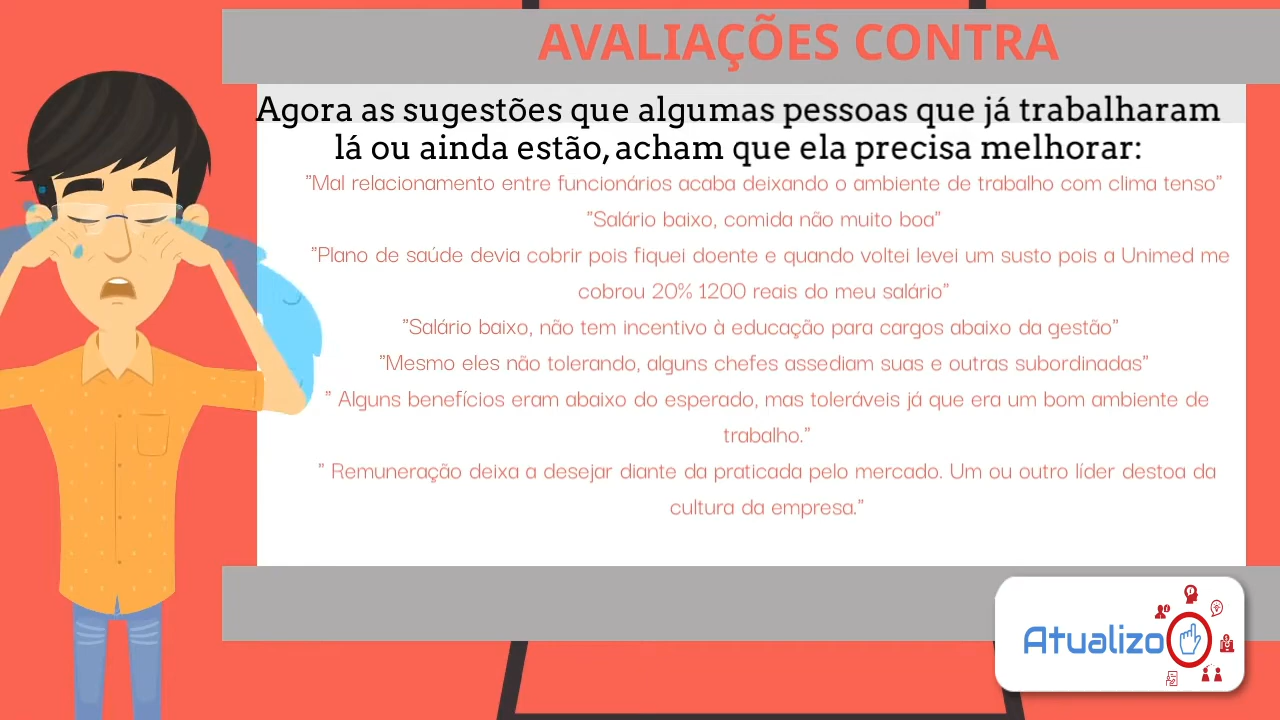 AVALIAÇÕES CONTRA
Agora as sugestões que algumas pessoas que já trabalharam
lá ou ainda estão, acham que ela precisa melhorar:
"Mal relacionamento entre funcionários acaba deixando o ambiente de trabalho com clima tenso"
"Salário baixo, comida não muito boa"
"Plano de saúde devia cobrir pois fiquei doente e quando voltei levei um susto pois a Unimed me
cobrou 20% 1200 reais do meu salário"
"Salário baixo, não tem incentivo à educação para cargos abaixo da gestão"
"Mesmo eles não tolerando, alguns chefes assediam suas e outras subordinadas"
" Alguns benefícios eram abaixo do esperado, mas toleráveis já que era um bom ambiente de
trabalho."
" Remuneração deixa a desejar diante da praticada pelo mercado. Um ou outro líder destoa da
cultura da empresa."
Atualizo